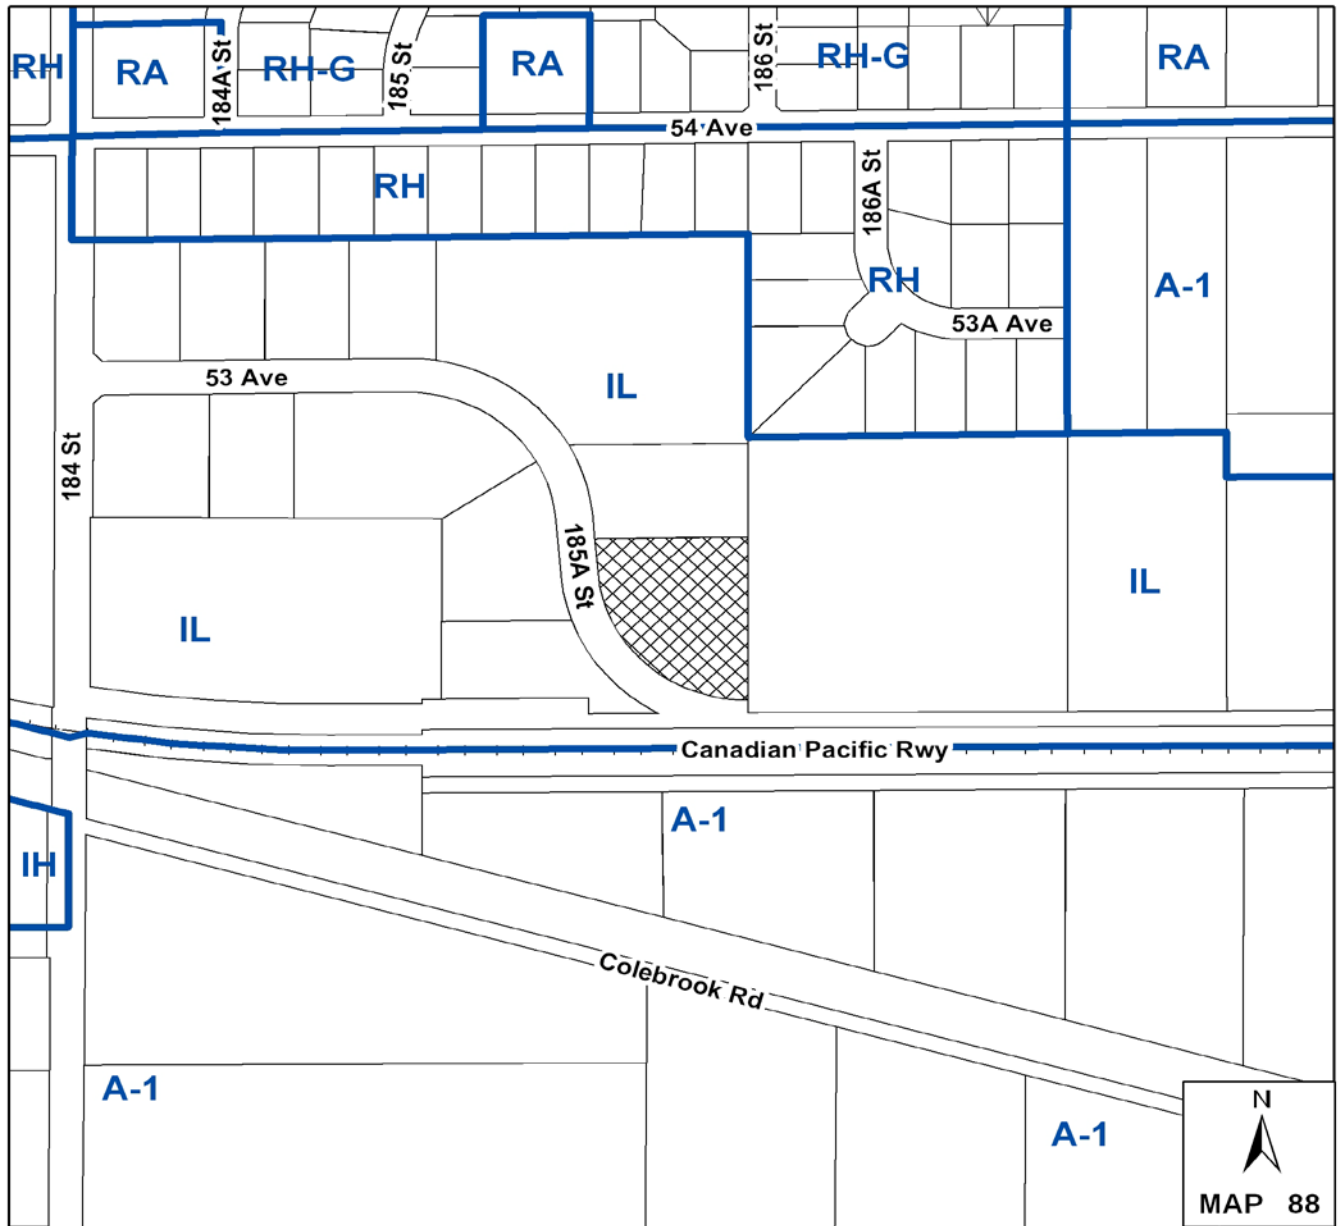 RH
RA
184A St
RH-G
185 St
RA
186 St
RH-G
RA
54 Ave
RH
186A St
RH
A-1
53A Ave
53 Ave
IL
184 St
185A St
IL
IL
Canadian Pacific Rwy
A-1
IH
Colebrook Rd
A-1
A-1
N
MAP 88